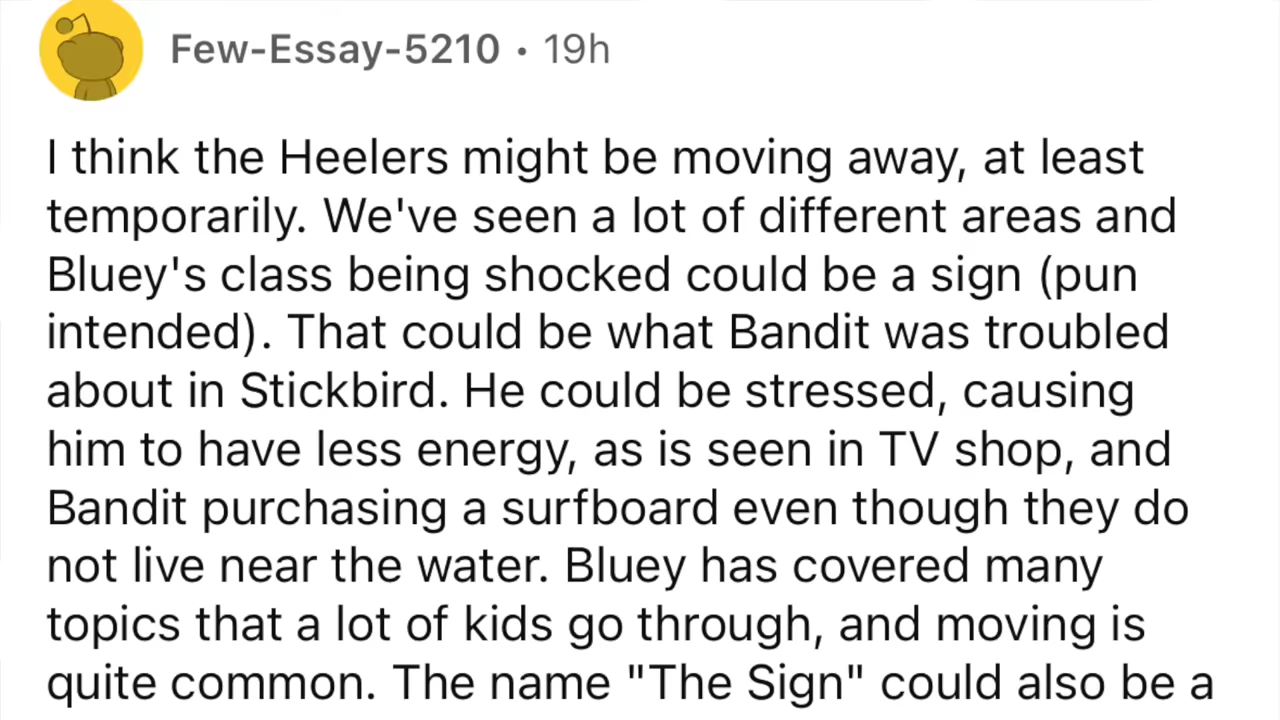 Few-Essay-5210 • 19h
I think the Heelers might be moving away, at least
temporarily. We've seen a lot of different areas and
Bluey's class being shocked could be a sign (pun
intended). That could be what Bandit was troubled
about in Stickbird. He could be stressed, causing
him to have less energy, as is seen in TV shop, and
Bandit purchasing a surfboard even though they do
not live near the water. Bluey has covered many
topics that a lot of kids go through, and moving is
quite common. The name "The Sign" could also be a